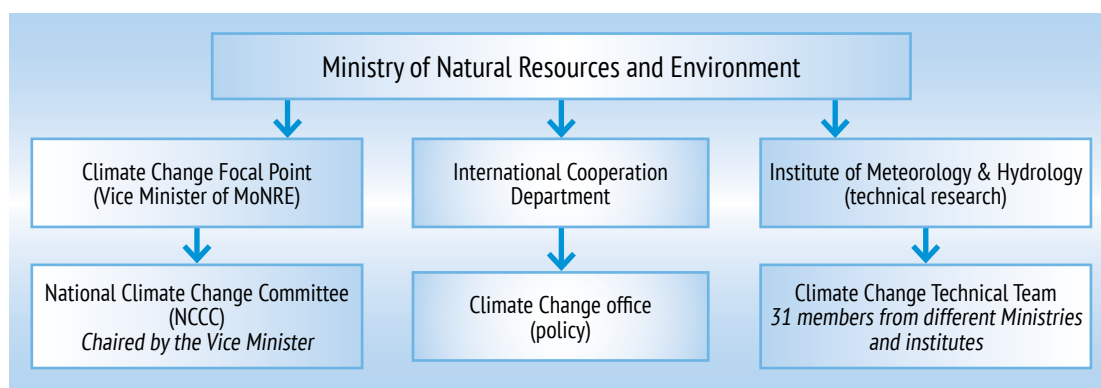 Ministry of Natural Resources and Environment
Climate Change Focal Point
(Vice Minister of MoNRE)
International Cooperation
Department
Institute of Meteorology & Hydrology
(technical research)
National Climate Change Committee
(NCCC)
Chaired by the Vice Minister
Climate Change office
(policy)
Climate Change Technical Team
31 members from different Ministries
and institutes